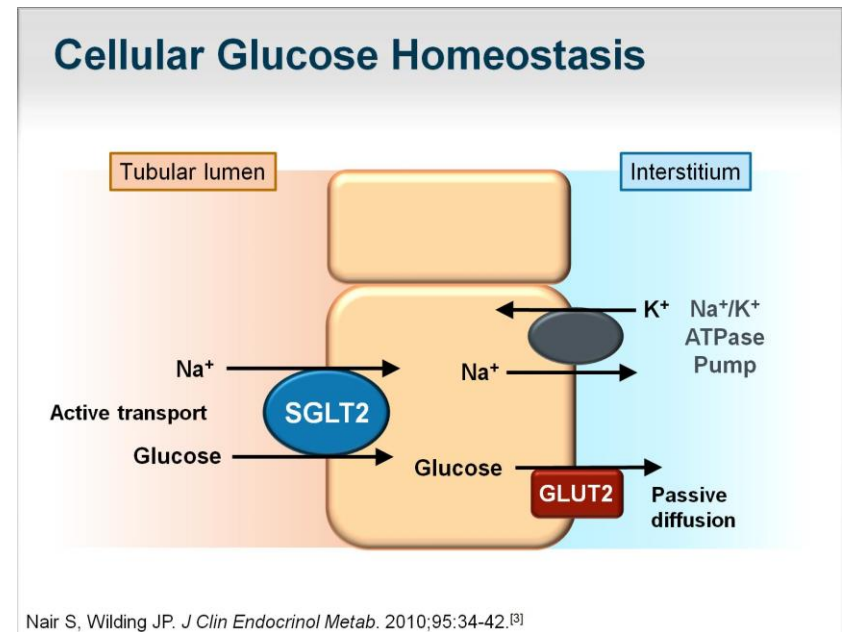 Cellular Glucose Homeostasis
Tubular lumen
Interstitium
K⁺
Na⁺/K⁺
ATPase
Pump
Na⁺
Na⁺
Active transport
SGLT2
Glucose
Glucose
GLUT2
Passive
diffusion
Nair S, Wilding JP. J Clin Endocrinol Metab. 2010;95:34-42.[3]